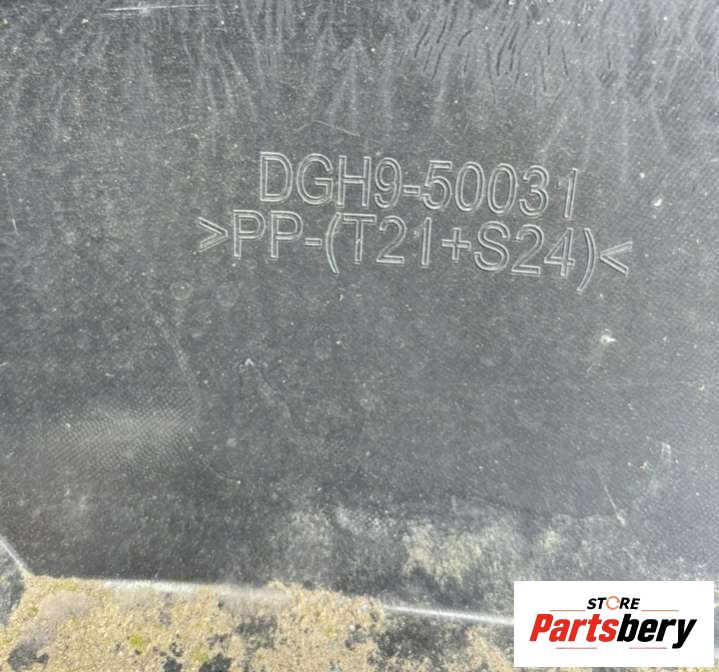 DGH9-50031
>PP-(T21+S24)<
STORE
Partsbery